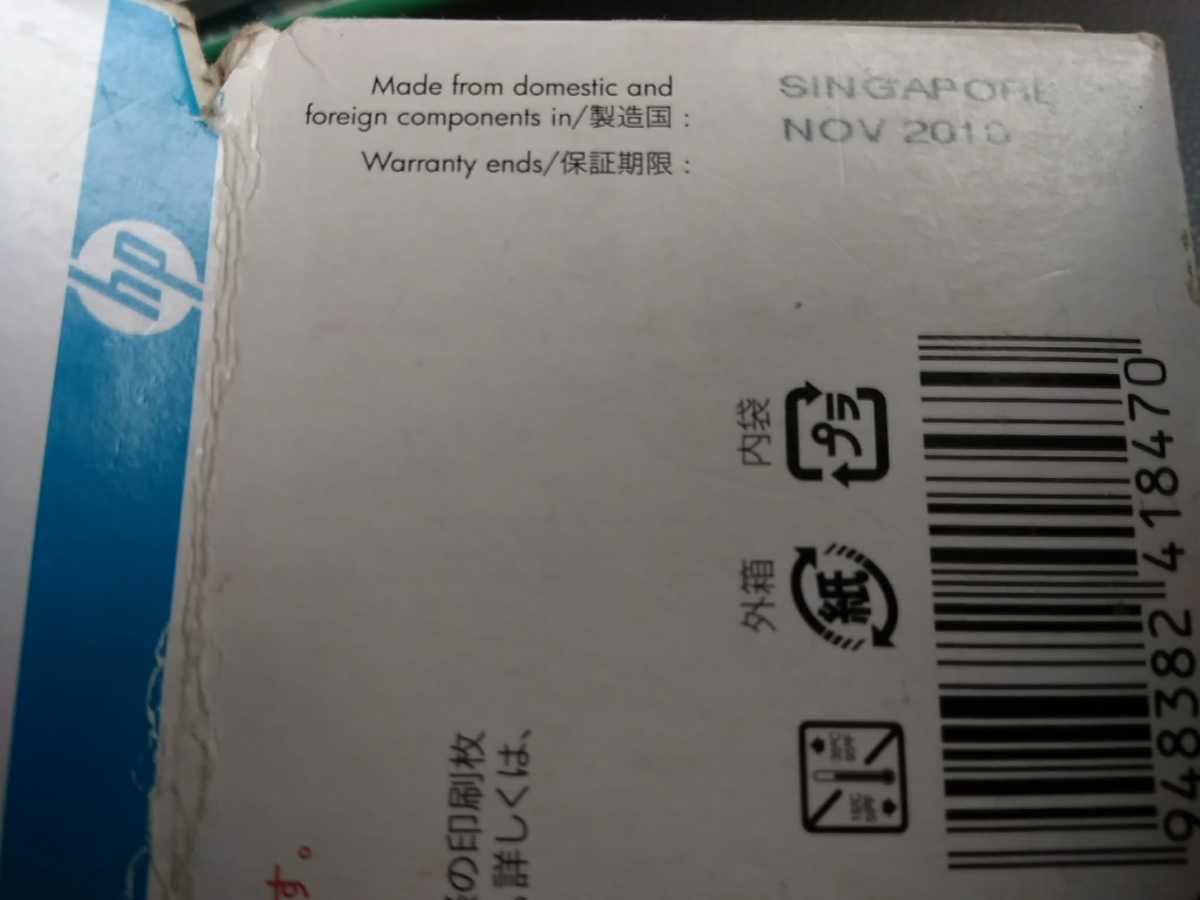 Made from domestic and
foreign components in/製造国 :
SINGAPORE
Warranty ends/保証期限 :
NOV 2010
hp
内袋
プラ
外箱
紙
948382 418470
の印刷枚
詳しくは、
す。